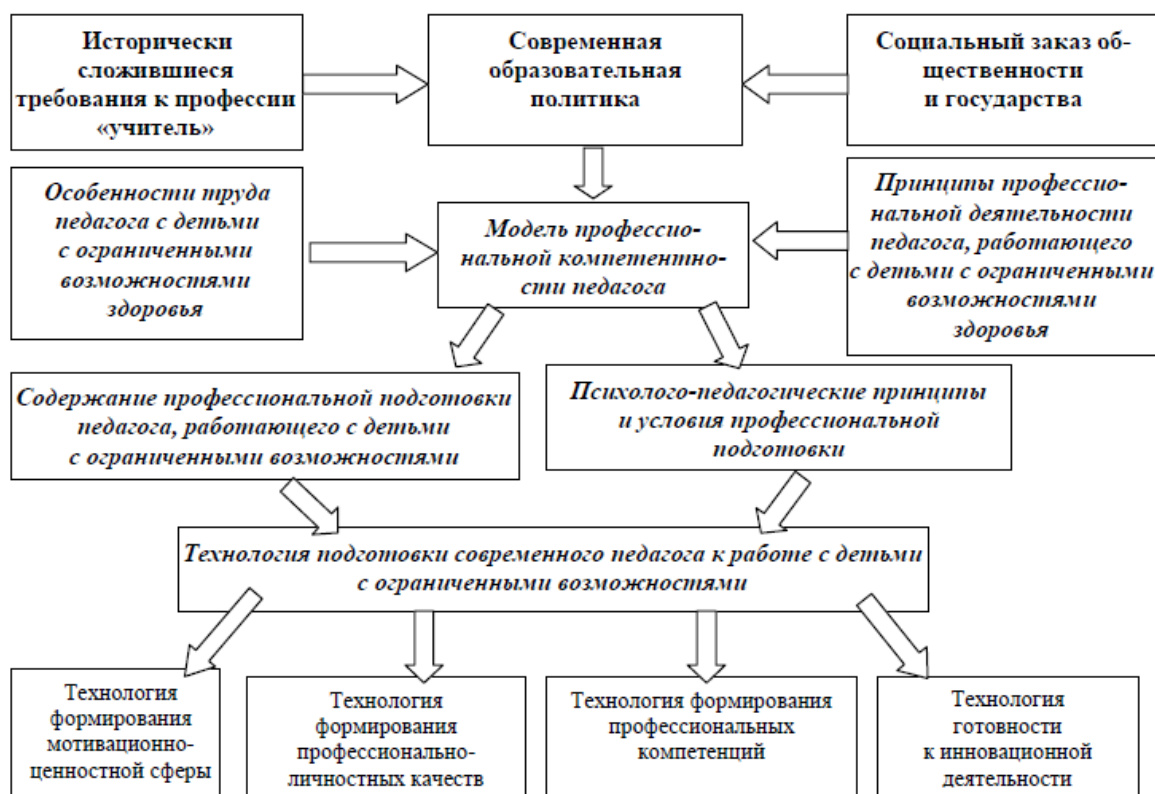 Исторически
сложившиеся
требования к профессии
«учитель»
Современная
образовательная
политика
Социальный заказ об-
щественности
и государства
Особенности труда
педагога с детьми
с ограниченными
возможностями
здоровья
Модель профессио-
нальной компетентно-
сти педагога
Принципы профессио-
нальной деятельности
педагога, работающего
с детьми с ограниченными
возможностями
здоровья
Содержание профессиональной подготовки
педагога, работающего с детьми
с ограниченными возможностями
Психолого-педагогические принципы
и условия профессиональной
подготовки
Технология подготовки современного педагога к работе с детьми
с ограниченными возможностями
Технология
формирования
мотивационно-
ценностной сферы
Технология
формирования
профессионально-
личностных качеств
Технология формирования
профессиональных
компетенций
Технология
готовности
к инновационной
деятельности